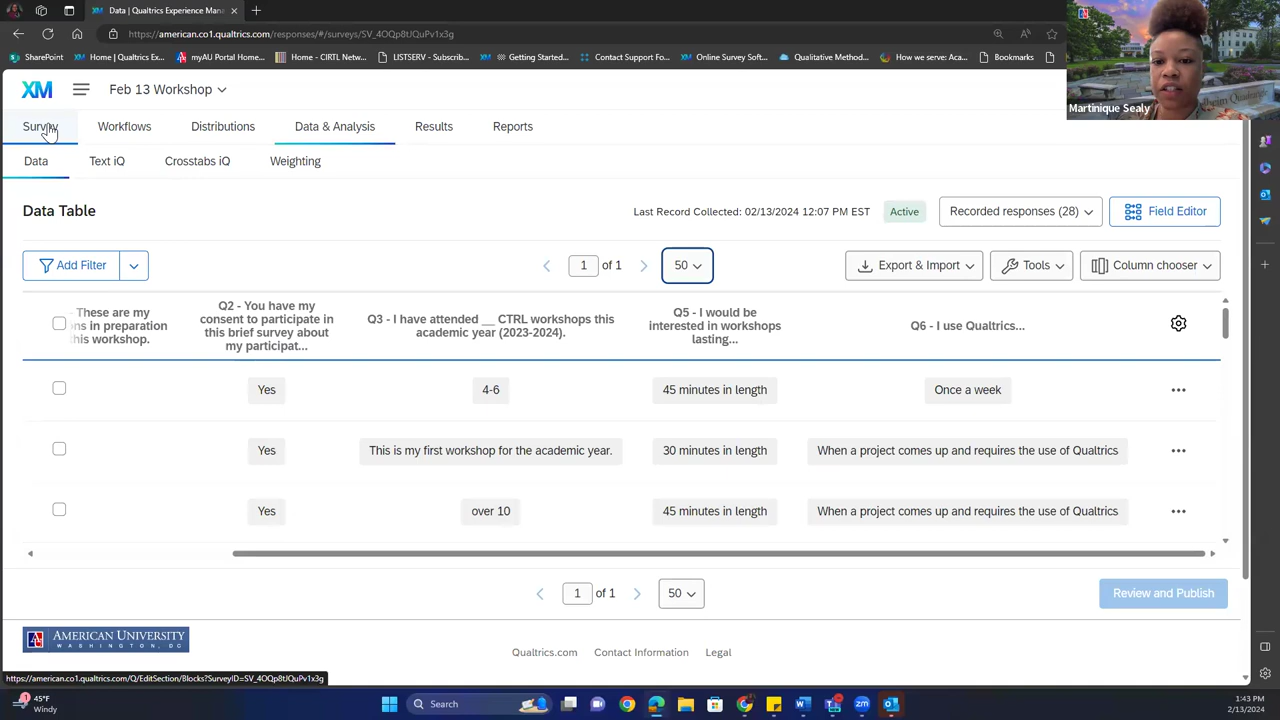 Data | Qualtrics Experience Man
https://american.co1.qualtrics.com/responses/#/surveys/SV_4OQp8tJQuPv1x3g
SharePoint
Home | Qualtrics Ex...
myAU Portal Home...
Home - CIRTL Netw...
LISTSERV - Subscrib...
Getting Started...
Contact Support Fo...
Online Survey Soft...
Qualitative Method...
How we serve: Aca...
Bookmarks
Martinique Sealy
XM
Feb 13 Workshop
Survey
Workflows
Distributions
Data & Analysis
Results
Reports
Data
Text iQ
Crosstabs iQ
Weighting
Data Table
Last Record Collected: 02/13/2024 12:07 PM EST
Active
Recorded responses (28)
Field Editor
Add Filter
1 of 1
50
Export & Import
Tools
Column chooser
These are my
ns in preparation
this workshop.
Q2 - You have my
consent to participate in
this brief survey about
my participat...
Q3 - I have attended __ CTRL workshops this
academic year (2023-2024).
Q5 - I would be
interested in workshops
lasting...
Q6 - I use Qualtrics...
Yes
4-6
45 minutes in length
Once a week
Yes
This is my first workshop for the academic year.
30 minutes in length
When a project comes up and requires the use of Qualtrics
Yes
over 10
45 minutes in length
When a project comes up and requires the use of Qualtrics
1 of 1
50
Review and Publish
AMERICAN UNIVERSITY
WASHINGTON, DC
Qualtrics.com
Contact Information
Legal
https://american.co1.qualtrics.com/Q/EditSection/Blocks?SurveyID=SV_4OQp8tJQuPv1x3g
1
45°F
Windy
Search
1:43 PM
2/13/2024